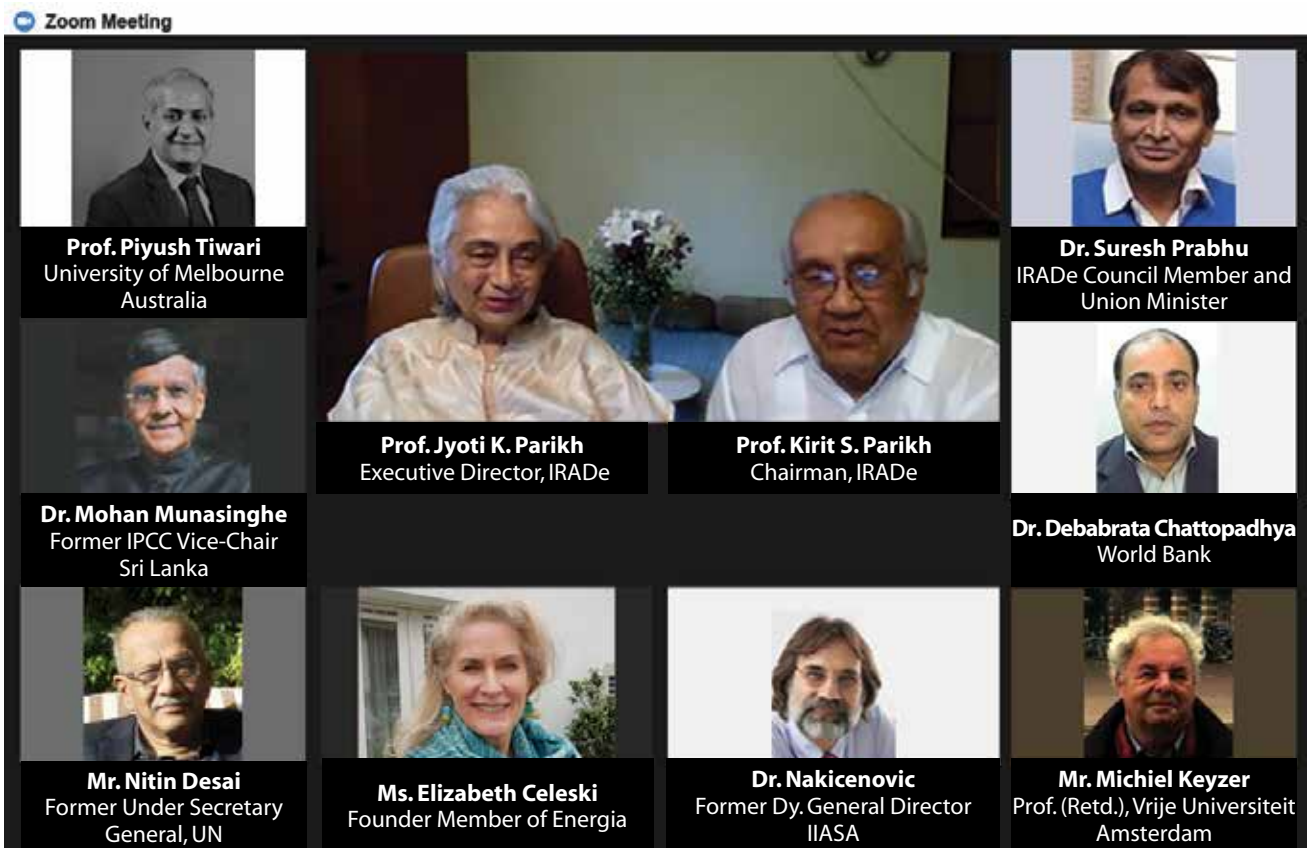 Zoom Meeting
Prof. Piyush Tiwari
University of Melbourne
Australia
Prof. Jyoti K. Parikh
Executive Director, IRADe
Prof. Kirit S. Parikh
Chairman, IRADe
Dr. Suresh Prabhu
IRADe Council Member and
Union Minister
Dr. Mohan Munasinghe
Former IPCC Vice-Chair
Sri Lanka
Dr. Debabrata Chattopadhya
World Bank
Mr. Nitin Desai
Former Under Secretary
General, UN
Ms. Elizabeth Celeski
Founder Member of Energia
Dr. Nakicenovic
Former Dy. General Director
IIASA
Mr. Michiel Keyzer
Prof. (Retd.), Vrije Universiteit
Amsterdam